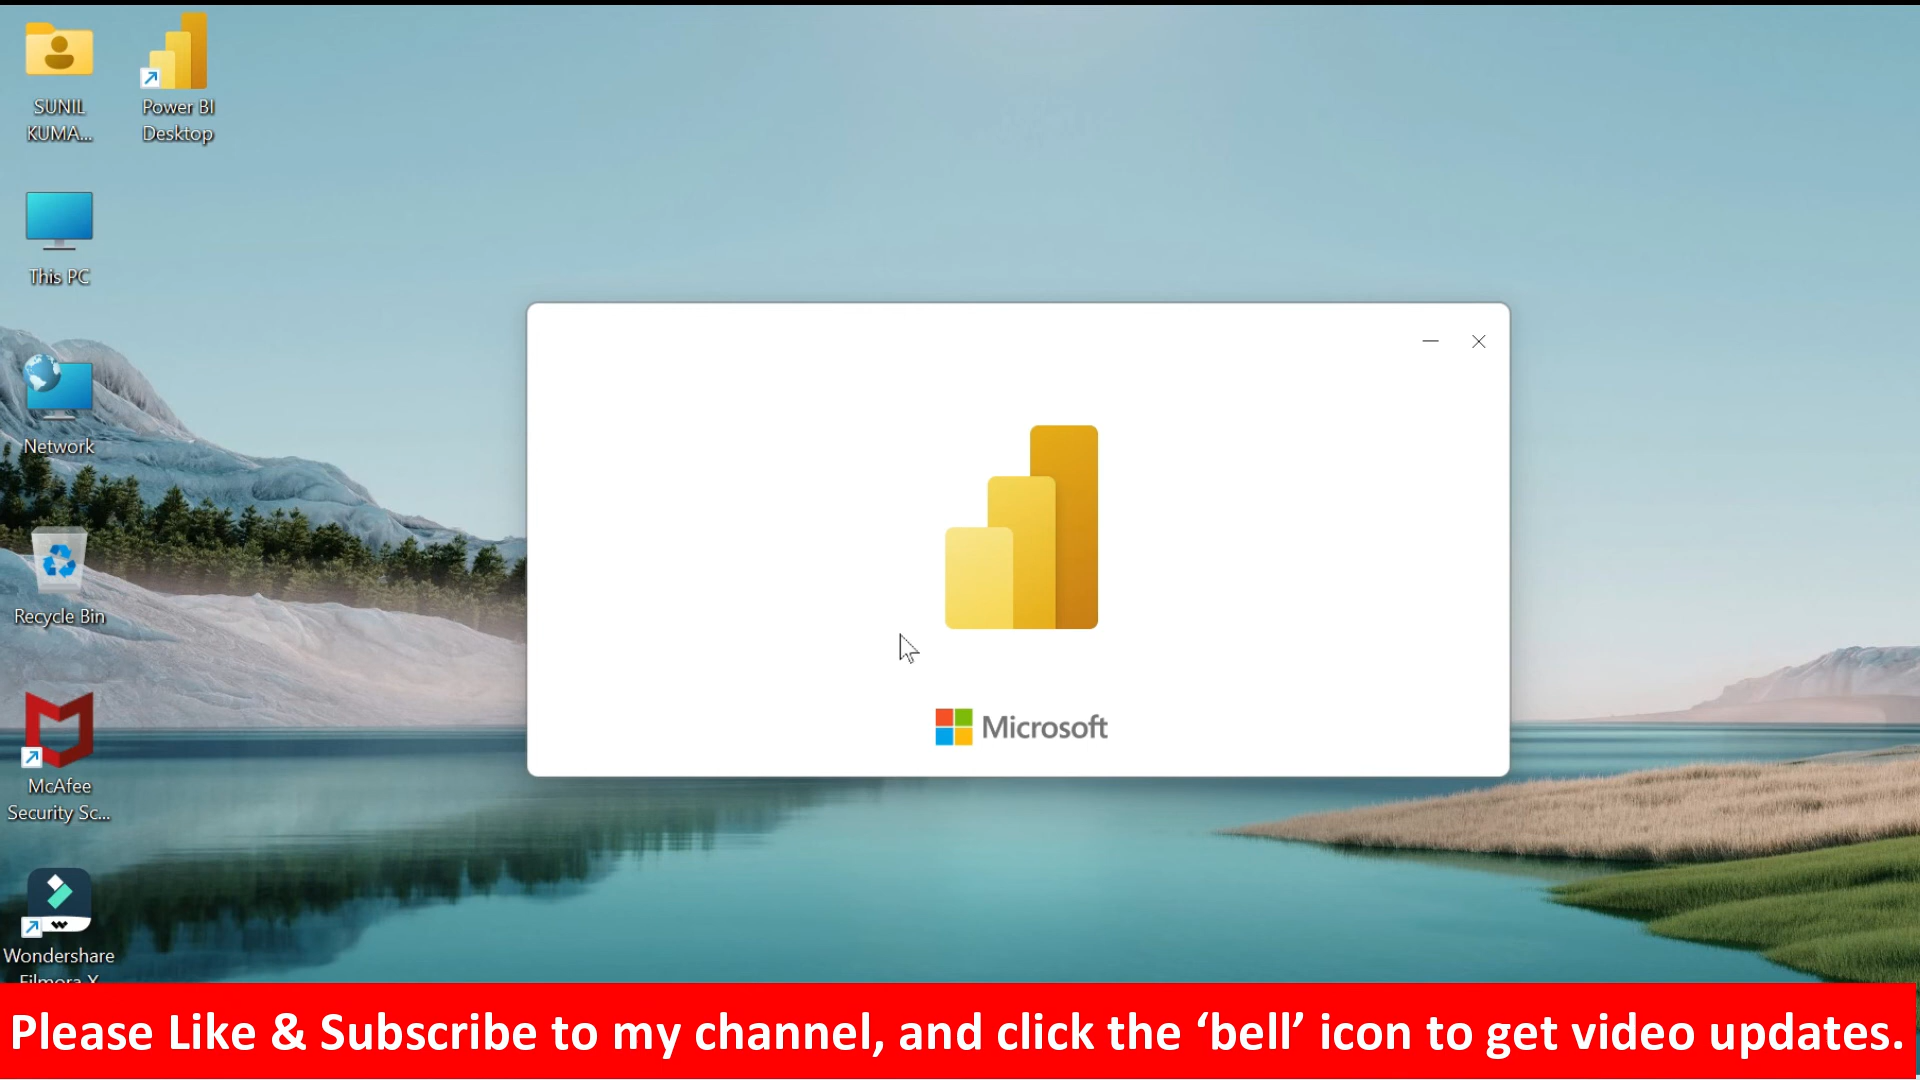 SUNIL
KUMA...
Power BI
Desktop
This PC
Network
Recycle Bin
McAfee
Security Sc...
Wondershare
Filmora X
Microsoft
Please Like & Subscribe to my channel, and click the ‘bell’ icon to get video updates.